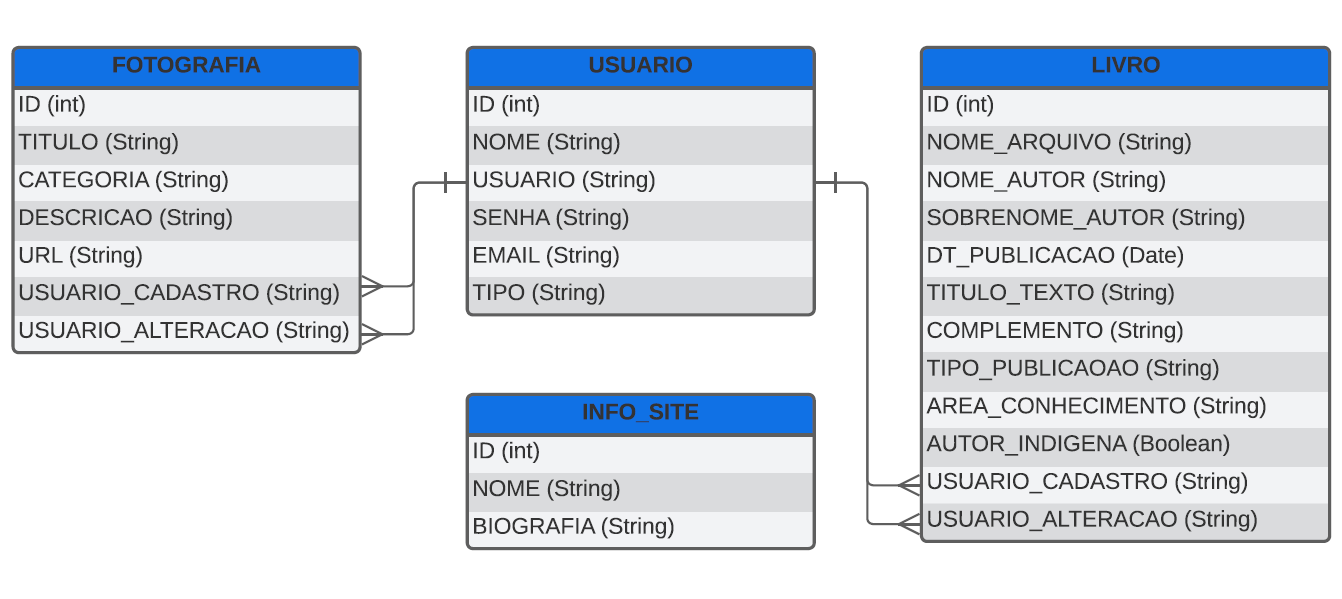 FOTOGRAFIA
ID (int)
TITULO (String)
CATEGORIA (String)
DESCRICAO (String)
URL (String)
USUARIO_CADASTRO (String)
USUARIO_ALTERACAO (String)
USUARIO
ID (int)
NOME (String)
USUARIO (String)
SENHA (String)
EMAIL (String)
TIPO (String)
INFO_SITE
ID (int)
NOME (String)
BIOGRAFIA (String)
LIVRO
ID (int)
NOME_ARQUIVO (String)
NOME_AUTOR (String)
SOBRENOME_AUTOR (String)
DT_PUBLICACAO (Date)
TITULO_TEXTO (String)
COMPLEMENTO (String)
TIPO_PUBLICAOAO (String)
AREA_CONHECIMENTO (String)
AUTOR_INDIGENA (Boolean)
USUARIO_CADASTRO (String)
USUARIO_ALTERACAO (String)